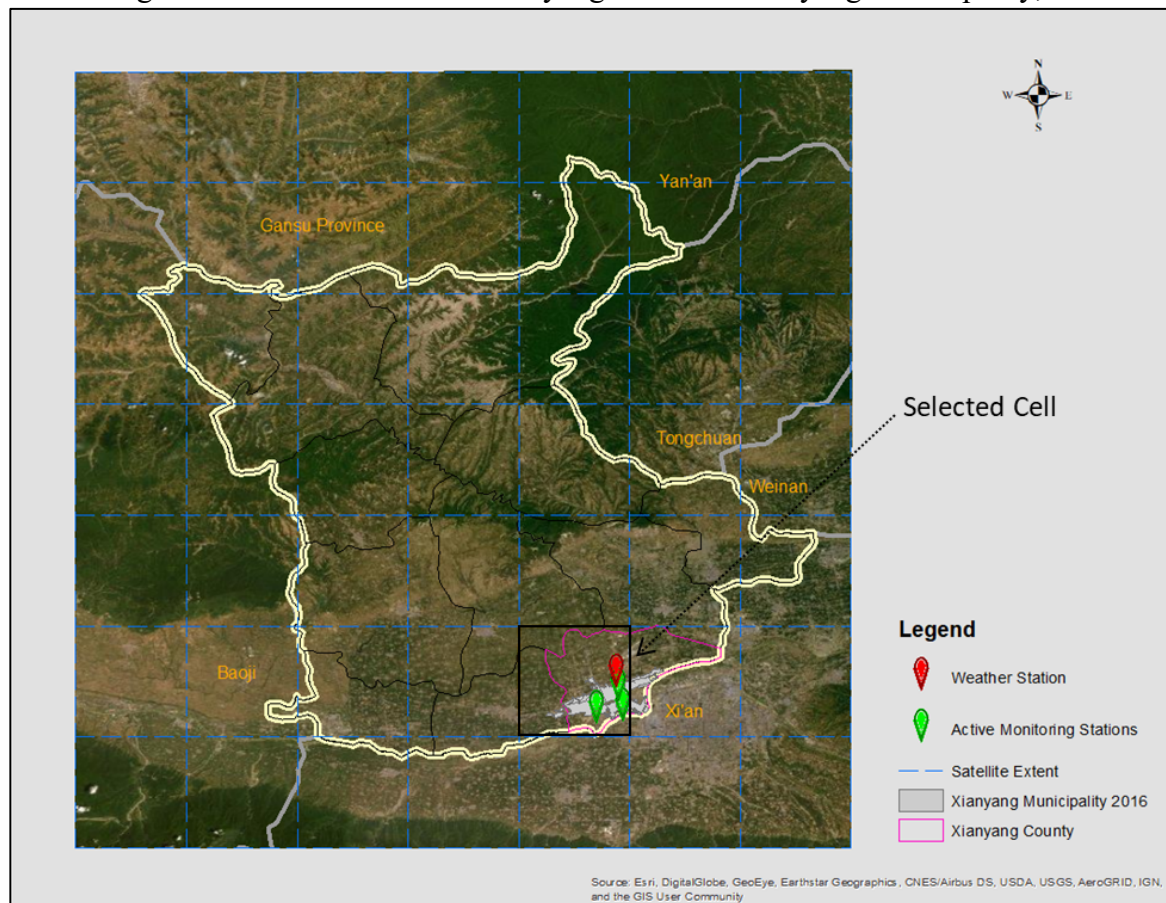 N
W E
S
Yan'an
Gansu Province
Selected Cell
Tongchuan
Weinan
Legend
Baoji
Weather Station
Xi'an
Active Monitoring Stations
Satellite Extent
Xianyang Municipality 2016
Xianyang County
Source: Esri, DigitalGlobe, GeoEye, Earthstar Geographics, CNES/Airbus DS, USDA, USGS, AeroGRID, IGN,
and the GIS User Community